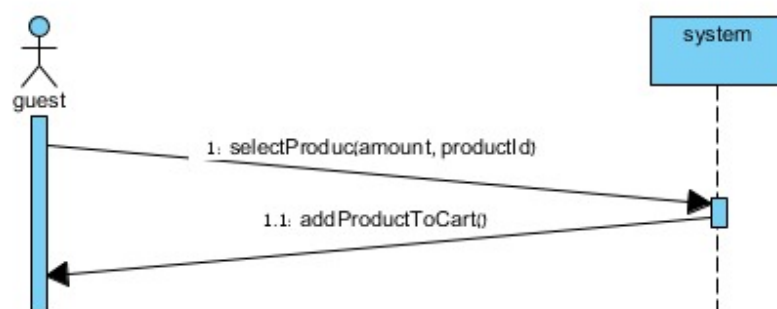 system
guest
1: selectProduc(amount, productId)
1.1: addProductToCart()